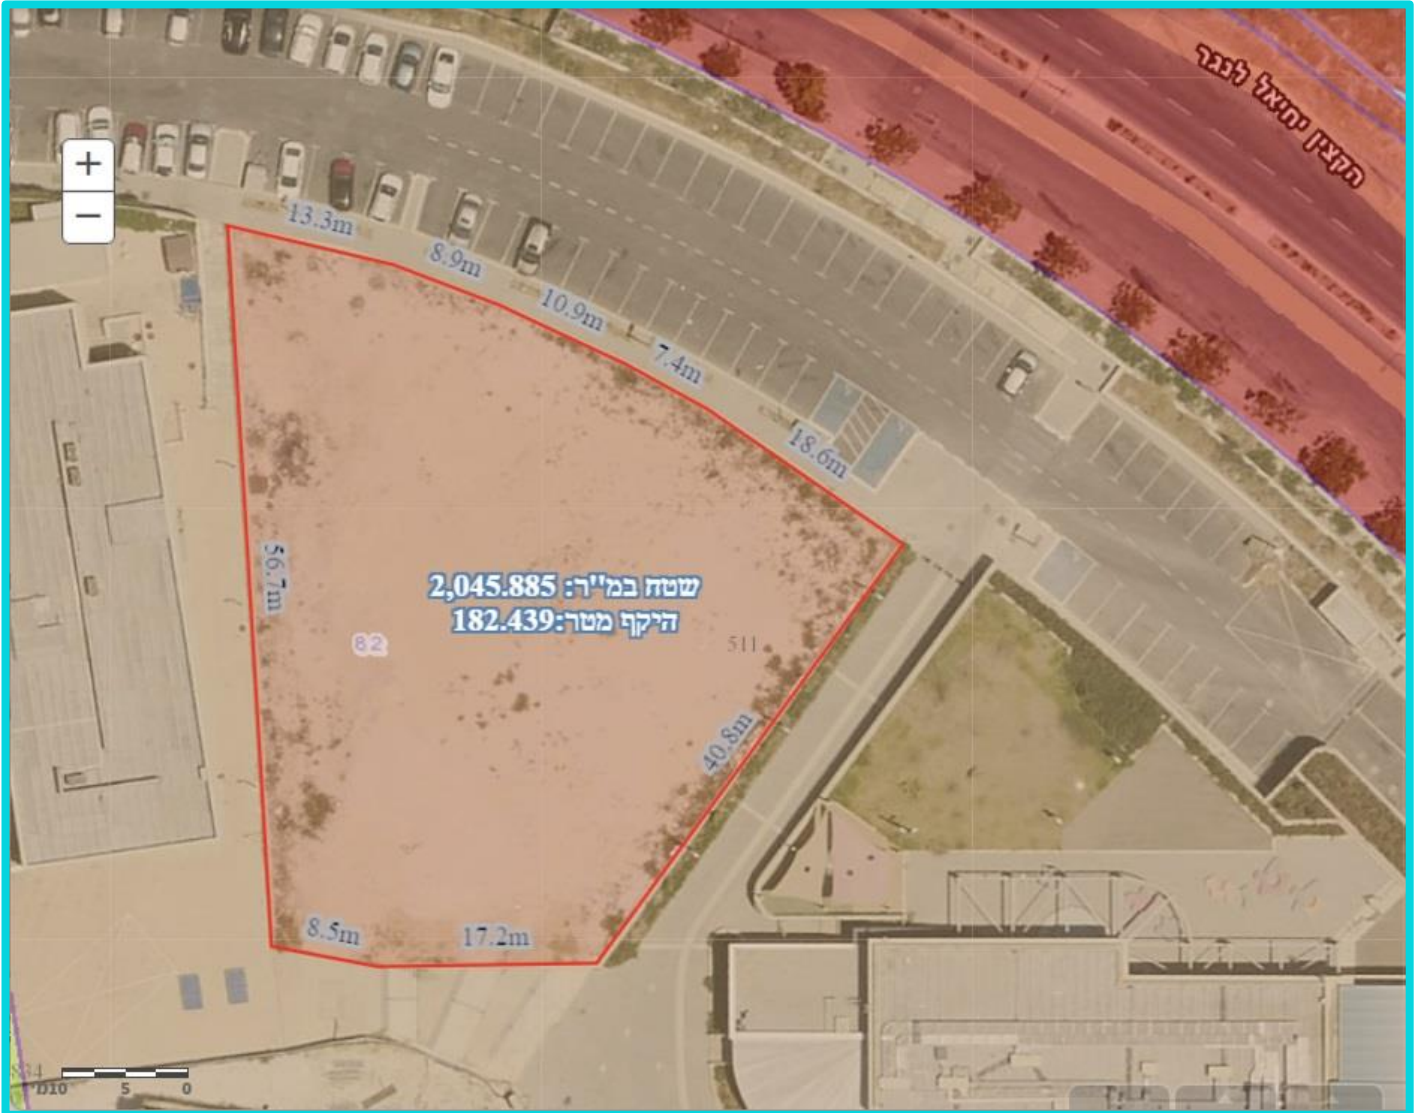 הקצין יחיאל לנגר
+
−
13.3m
8.9m
10.9m
7.4m
18.6m
56.7m
שטח במ"ר: 2,045.885
היקף מטר:182.439
82
511
40.8m
8.5m
17.2m
10מ'
5
0